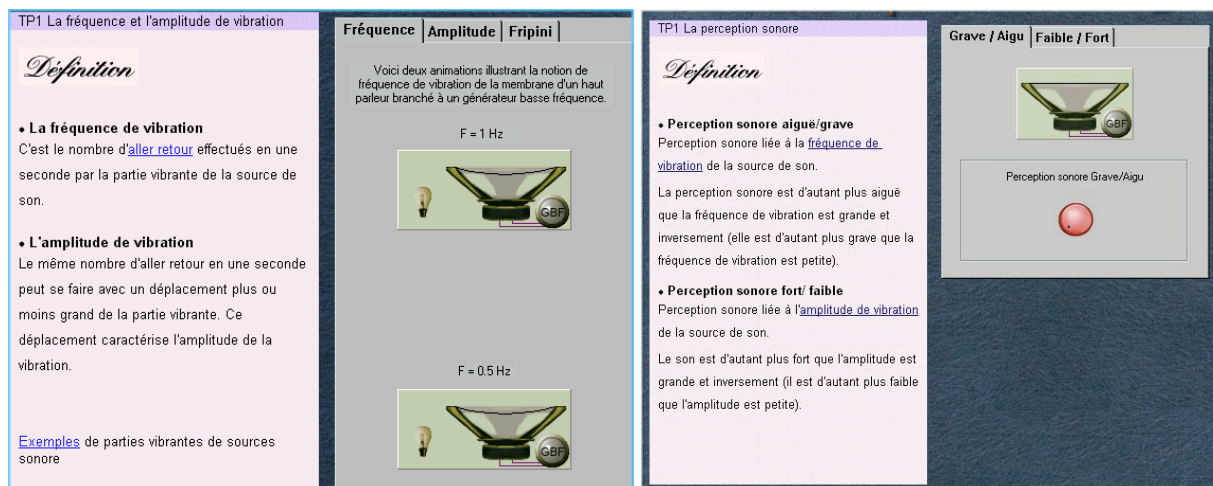 TP1 La fréquence et l'amplitude de vibration
Définition
• La fréquence de vibration
C'est le nombre d'aller retour effectués en une
seconde par la partie vibrante de la source de
son.
• L'amplitude de vibration
Le même nombre d'aller retour en une seconde
peut se faire avec un déplacement plus ou
moins grand de la partie vibrante. Ce
déplacement caractérise l'amplitude de la
vibration.
Exemples de parties vibrantes de sources
sonore
Fréquence Amplitude Fripini
Voici deux animations illustrant la notion de
fréquence de vibration de la membrane d'un haut
parleur branché à un générateur basse fréquence.
F = 1 Hz
GBF
F = 0.5 Hz
GBF
TP1 La perception sonore
Définition
• Perception sonore aiguë/grave
Perception sonore liée à la fréquence de
vibration de la source de son.
La perception sonore est d'autant plus aiguë
que la fréquence de vibration est grande et
inversement (elle est d'autant plus grave que la
fréquence de vibration est petite).
• Perception sonore fort/ faible
Perception sonore liée à l'amplitude de vibration
de la source de son.
Le son est d'autant plus fort que l'amplitude est
grande et inversement (il est d'autant plus faible
que l'amplitude est petite).
Grave / Aigu Faible / Fort
GBF
Perception sonore Grave/Aigu